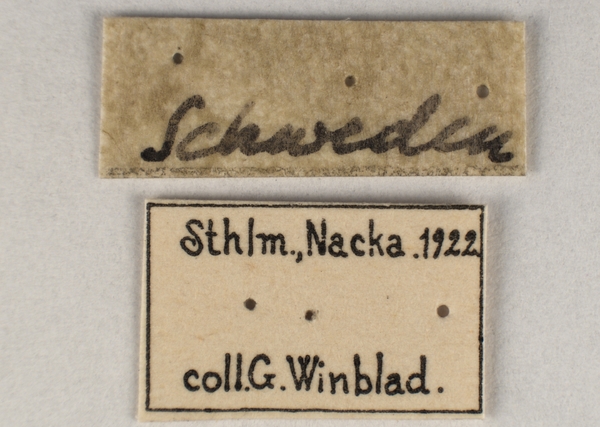 Schweden
Sthlm., Nacka. 1922
coll. G. Winblad.